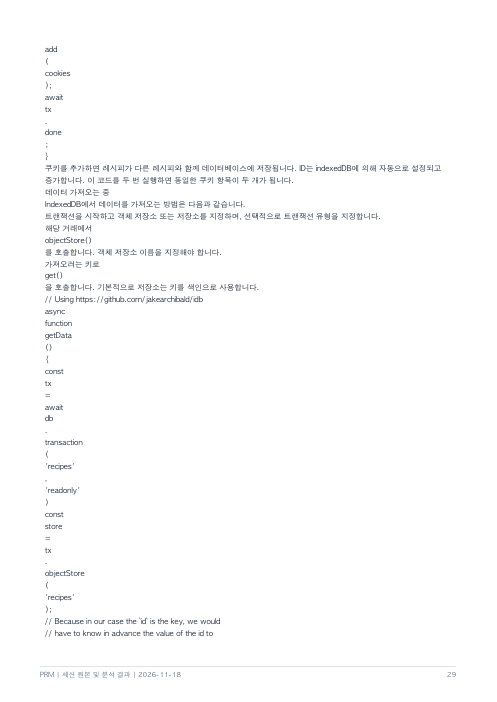 add
(
cookies
);
await
tx
.
done
;
}
쿠키를 추가하면 레시피가 다른 레시피와 함께 데이터베이스에 저장됩니다. ID는 indexedDB에 의해 자동으로 설정되고
증가합니다. 이 코드를 두 번 실행하면 동일한 쿠키 항목이 두 개가 됩니다.
데이터 가져오는 중
IndexedDB에서 데이터를 가져오는 방법은 다음과 같습니다.
트랜잭션을 시작하고 객체 저장소 또는 저장소를 지정하며, 선택적으로 트랜잭션 유형을 지정합니다.
해당 거래에서
objectStore()
를 호출합니다. 객체 저장소 이름을 지정해야 합니다.
가져오려는 키로
get()
을 호출합니다. 기본적으로 저장소는 키를 색인으로 사용합니다.
// Using https://github.com/jakearchibald/idb
async
function
getData
()
{
const
tx
=
await
db
.
transaction
(
'recipes'
,
'readonly'
)
const
store
=
tx
.
objectStore
(
'recipes'
);
// Because in our case the `id` is the key, we would
// have to know in advance the value of the id to
PRM | 세션 원본 및 분석 결과 | 2026-11-18
29